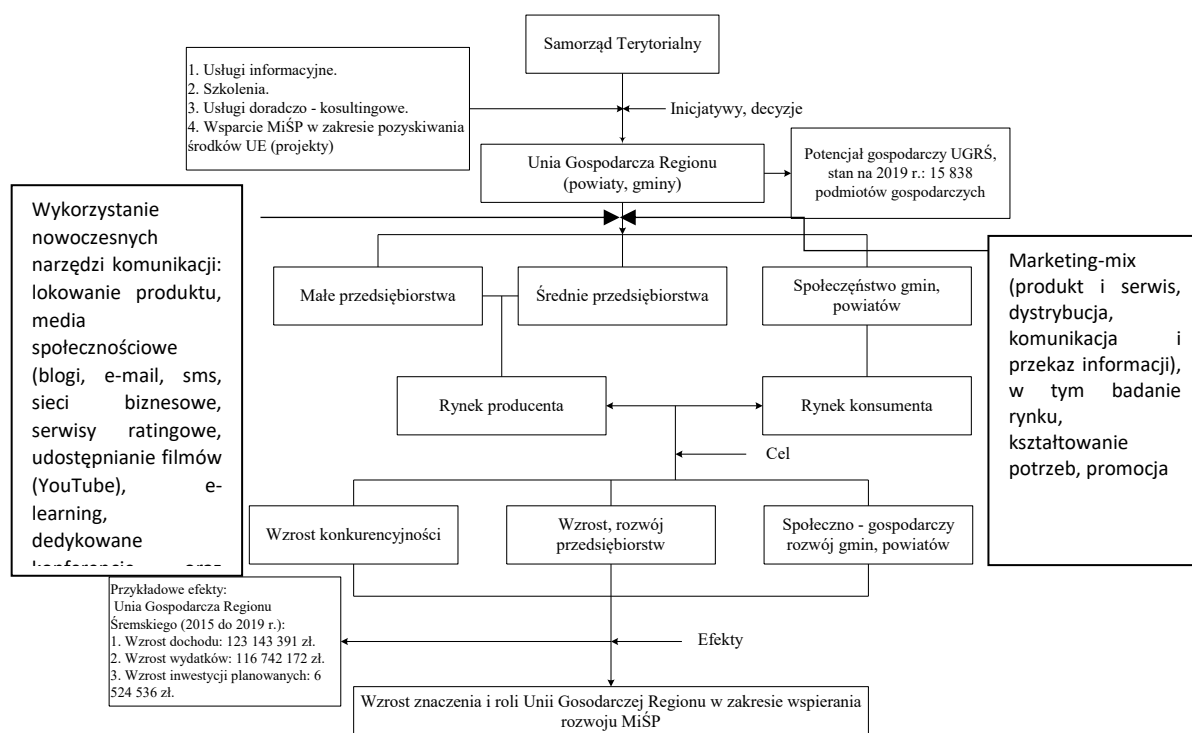 Samorząd Terytorialny
1. Usługi informacyjne.
2. Szkolenia.
3. Usługi doradczo - kosultingowe.
4. Wsparcie MiŚP w zakresie pozyskiwania
środków UE (projekty)
Inicjatywy, decyzje
Unia Gospodarcza Regionu
(powiaty, gminy)
Potencjał gospodarczy UGRŚ,
stan na 2019 r.: 15 838
podmiotów gospodarczych
Wykorzystanie
nowoczesnych
narzędzi komunikacji:
lokowanie produktu,
media
społecznościowe
(blogi, e-mail, sms,
sieci biznesowe,
serwisy ratingowe,
udostępnianie filmów
(YouTube), e-
learning,
dedykowane
konferencje oraz
Marketing-mix
(produkt i serwis,
dystrybucja,
komunikacja i
przekaz informacji),
w tym badanie
rynku,
kształtowanie
potrzeb, promocja
Małe przedsiębiorstwa
Średnie przedsiębiorstwa
Społeczęństwo gmin,
powiatów
Rynek producenta
Rynek konsumenta
Cel
Wzrost konkurencyjności
Wzrost, rozwój
przedsiębiorstw
Społeczno - gospodarczy
rozwój gmin, powiatów
Przykładowe efekty:
Unia Gospodarcza Regionu
Śremskiego (2015 do 2019 r.):
1. Wzrost dochodu: 123 143 391 zł.
2. Wzrost wydatków: 116 742 172 zł.
3. Wzrost inwestycji planowanych: 6
524 536 zł.
Efekty
Wzrost znaczenia i roli Unii Gosodarczej Regionu w zakresie wspierania
rozwoju MiŚP